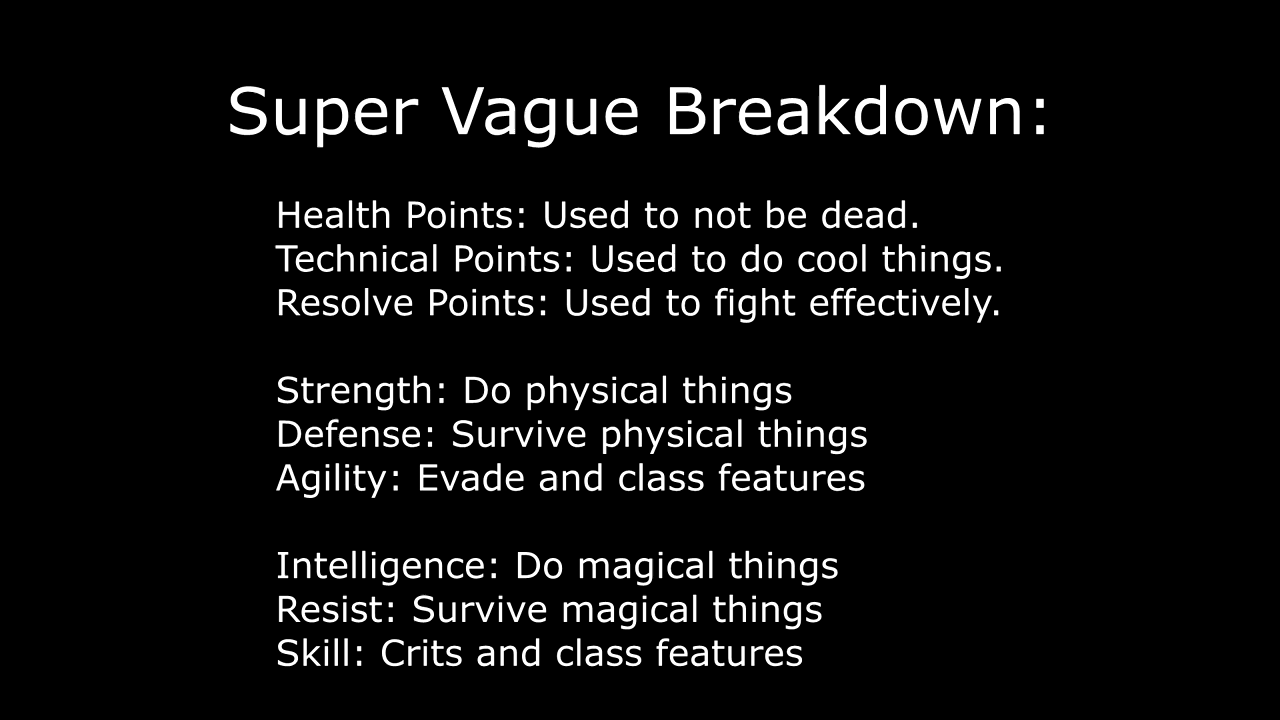 Super Vague Breakdown:
Health Points: Used to not be dead.
Technical Points: Used to do cool things.
Resolve Points: Used to fight effectively.
Strength: Do physical things
Defense: Survive physical things
Agility: Evade and class features
Intelligence: Do magical things
Resist: Survive magical things
Skill: Crits and class features